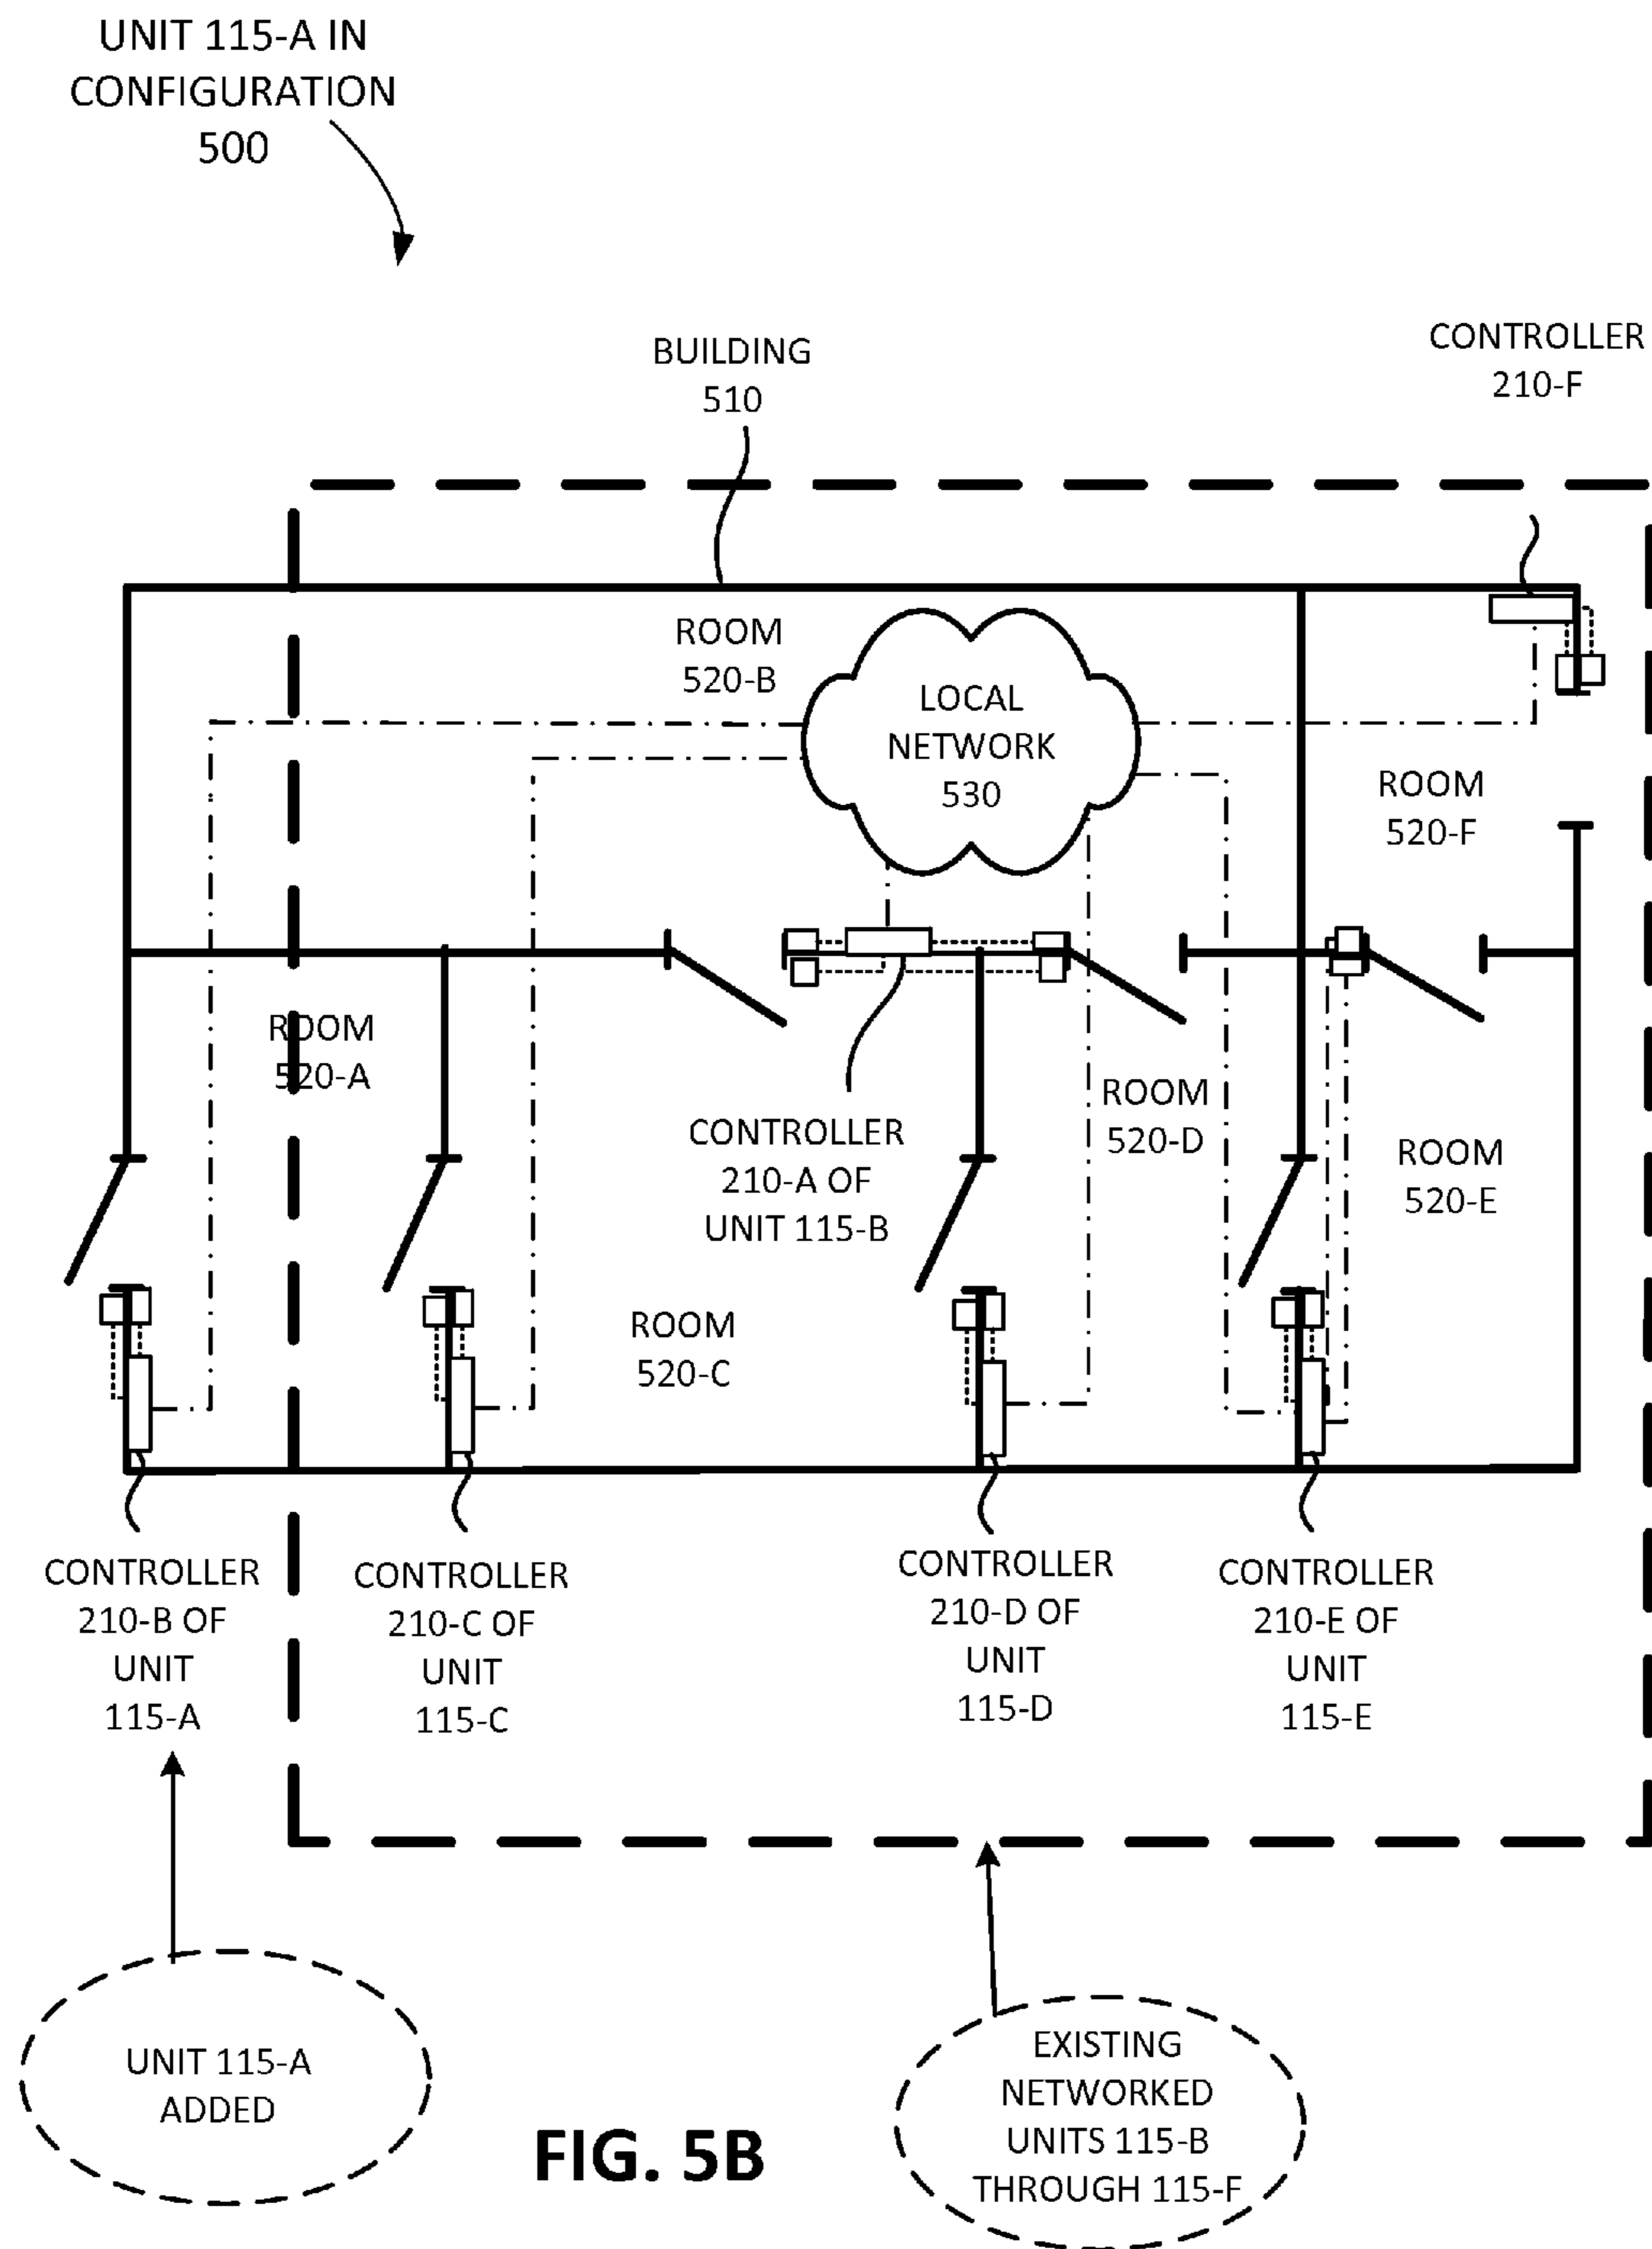 UNIT 115-A IN
CONFIGURATION
500
BUILDING
510
CONTROLLER
210-F
ROOM
520-B
LOCAL
NETWORK
530
ROOM
520-F
ROOM
520-A
CONTROLLER
210-A OF
UNIT 115-B
ROOM
520-D
ROOM
520-E
ROOM
520-C
CONTROLLER
210-B OF
UNIT
115-A
CONTROLLER
210-C OF
UNIT
115-C
CONTROLLER
210-D OF
UNIT
115-D
CONTROLLER
210-E OF
UNIT
115-E
UNIT 115-A
ADDED
EXISTING
NETWORKED
UNITS 115-B
THROUGH 115-F
FIG. 5B